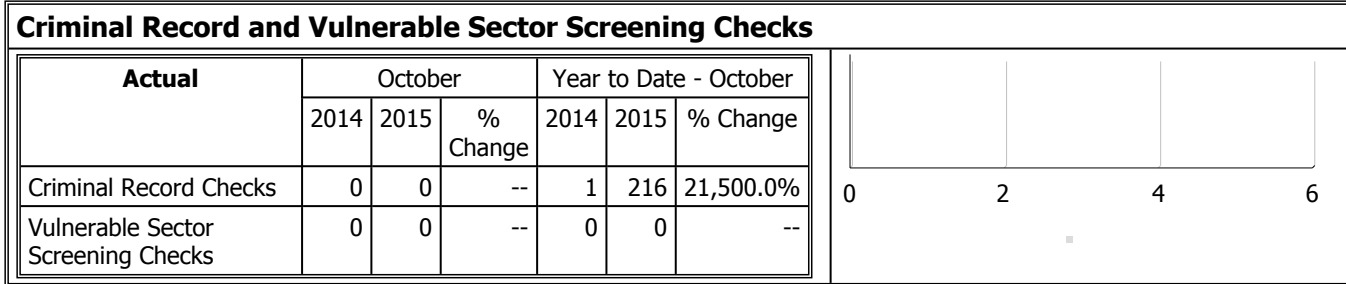 Criminal Record and Vulnerable Sector Screening Checks
Actual October Year to Date - October
2014 2015 % Change 2014 2015 % Change
Criminal Record Checks 0 0 -- 1 216 21,500.0%
Vulnerable Sector
Screening Checks 0 0 -- 0 0 --
0 2 4 6